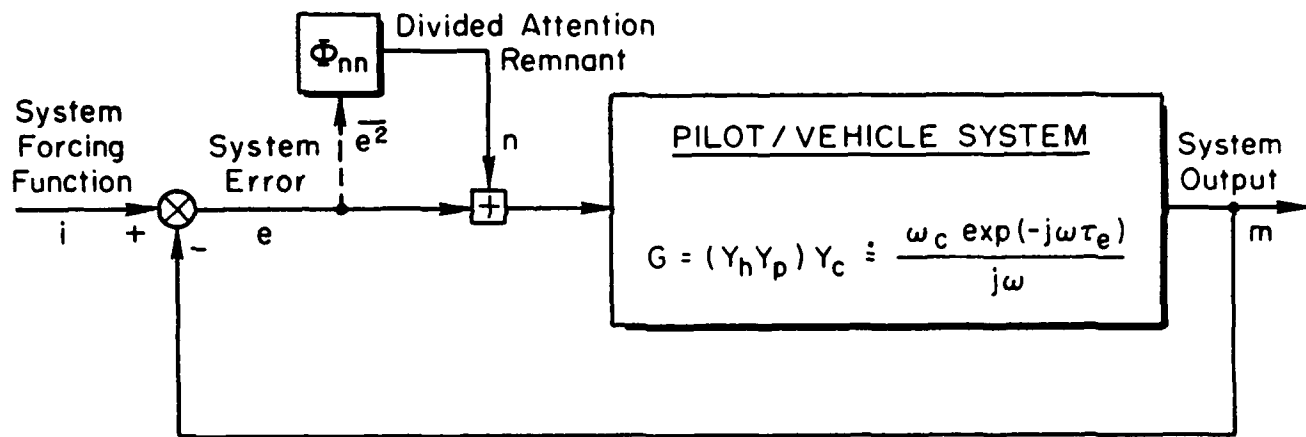 Divided Attention
Remnant
Φnn
System
Forcing
Function
System
Error
e̅²̅
n
PILOT / VEHICLE SYSTEM
System
Output
i
+
-
e
+
G = (YhYp) Yc ≐ ωc exp(-jωτe) / jω
m